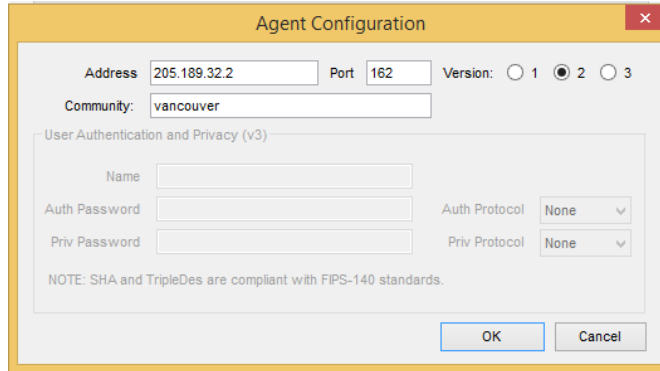 Agent Configuration
Address 205.189.32.2 Port 162 Version: 1 2 3
Community: vancouver
User Authentication and Privacy (v3)
Name
Auth Password Auth Protocol None
Priv Password Priv Protocol None
NOTE: SHA and TripleDes are compliant with FIPS-140 standards.
OK Cancel